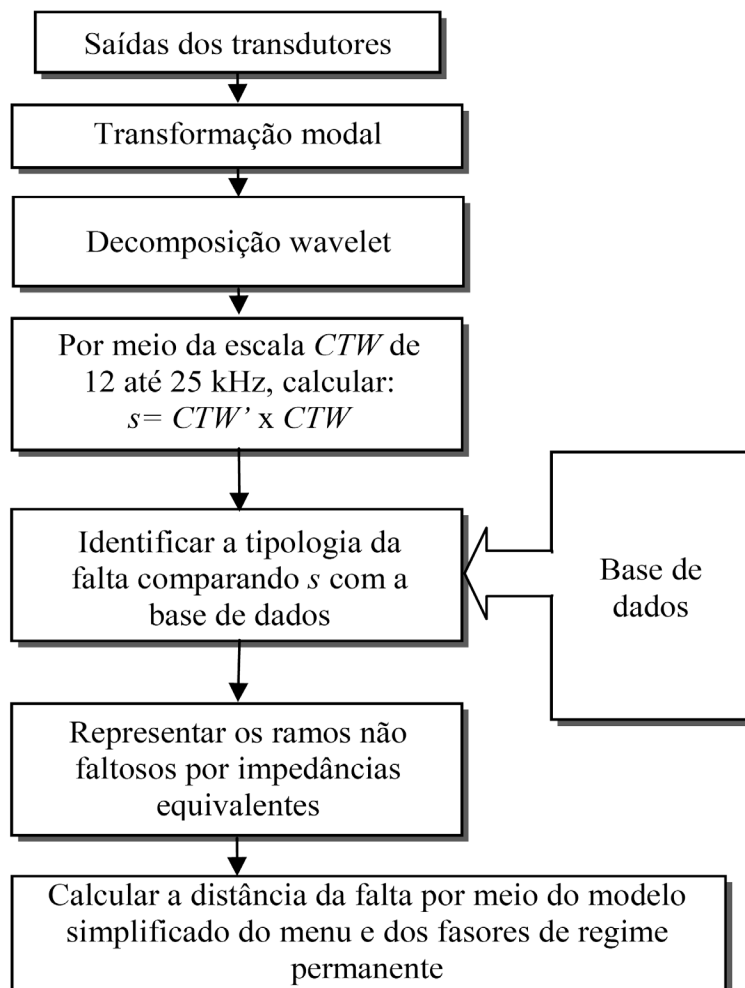 Saídas dos transdutores
Transformação modal
Decomposição wavelet
Por meio da escala CTW de
12 até 25 kHz, calcular:
s= CTW’ x CTW
Identificar a tipologia da
falta comparando s com a
base de dados
Base de
dados
Representar os ramos não
faltosos por impedâncias
equivalentes
Calcular a distância da falta por meio do modelo
simplificado do menu e dos fasores de regime
permanente